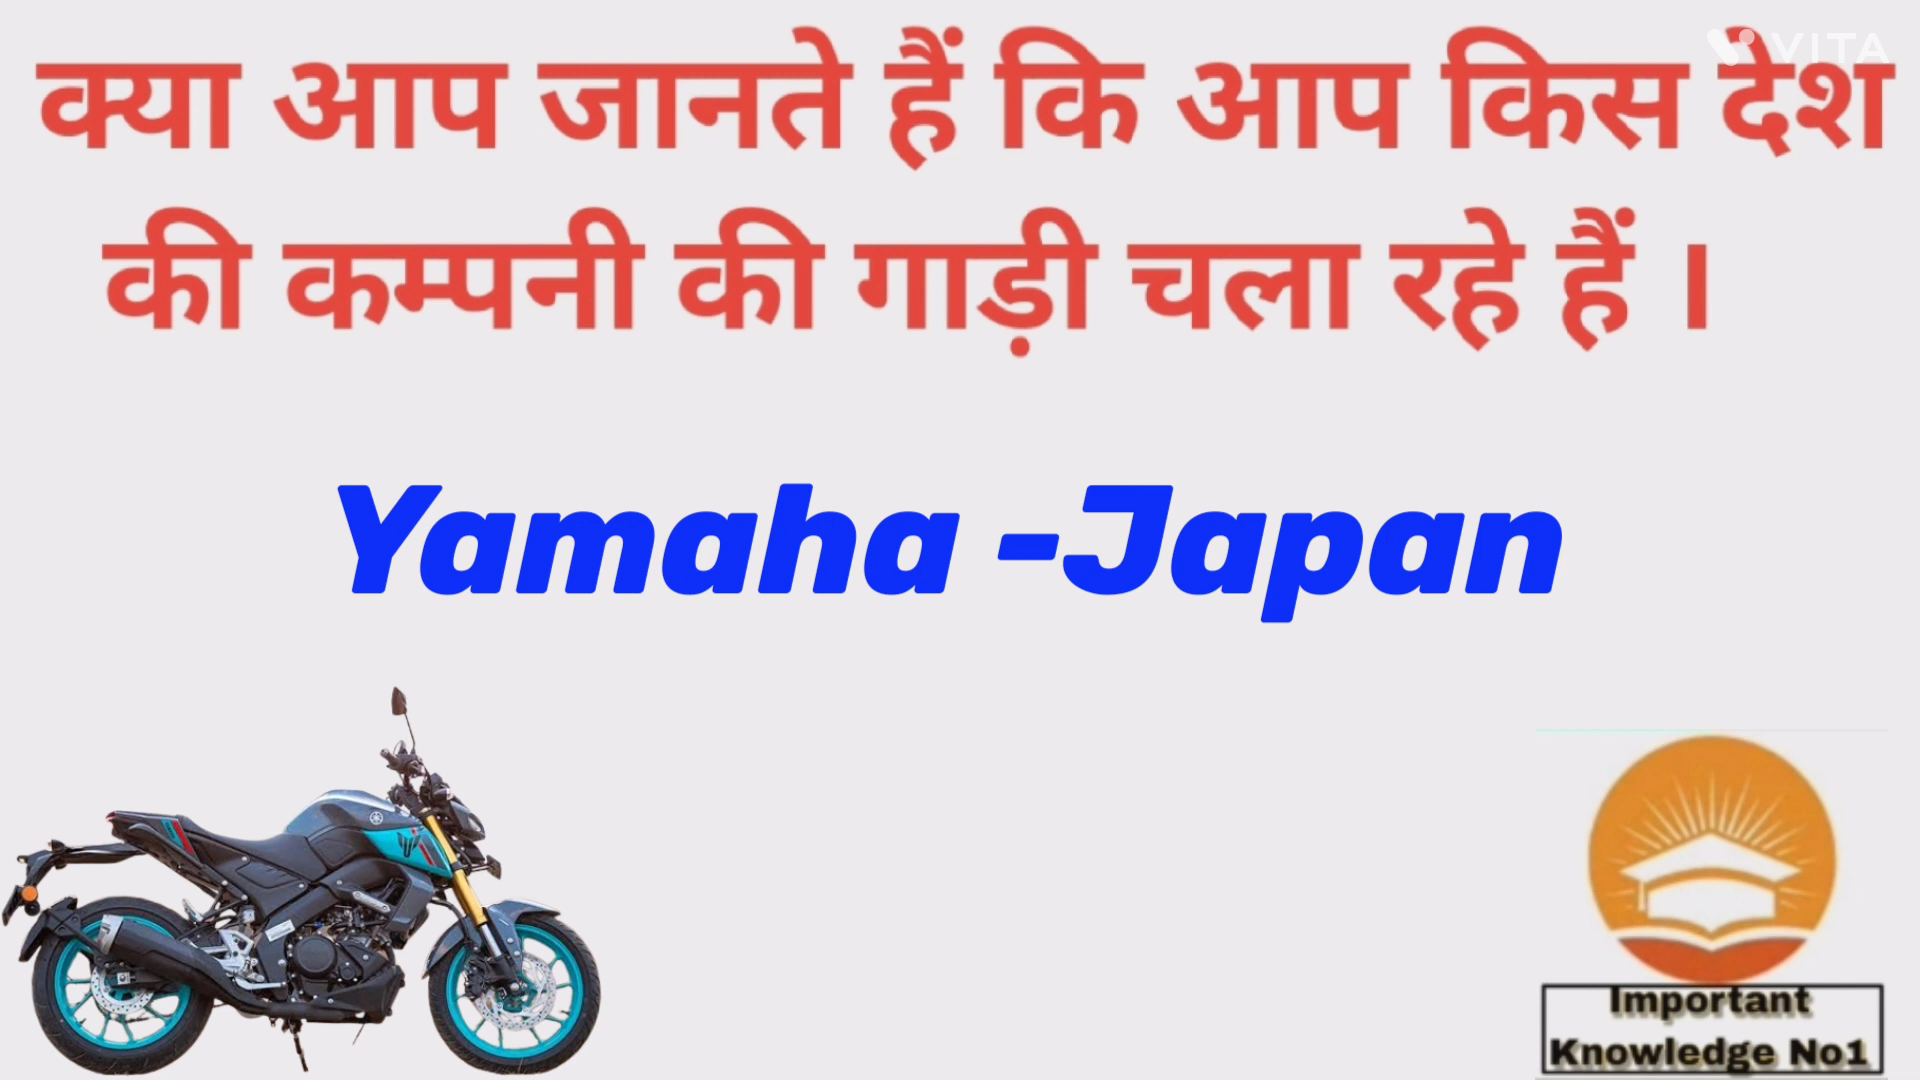 VITA
क्या आप जानते हैं कि आप किस देश
की कम्पनी की गाड़ी चला रहे हैं ।
Yamaha -Japan
Important
Knowledge No1